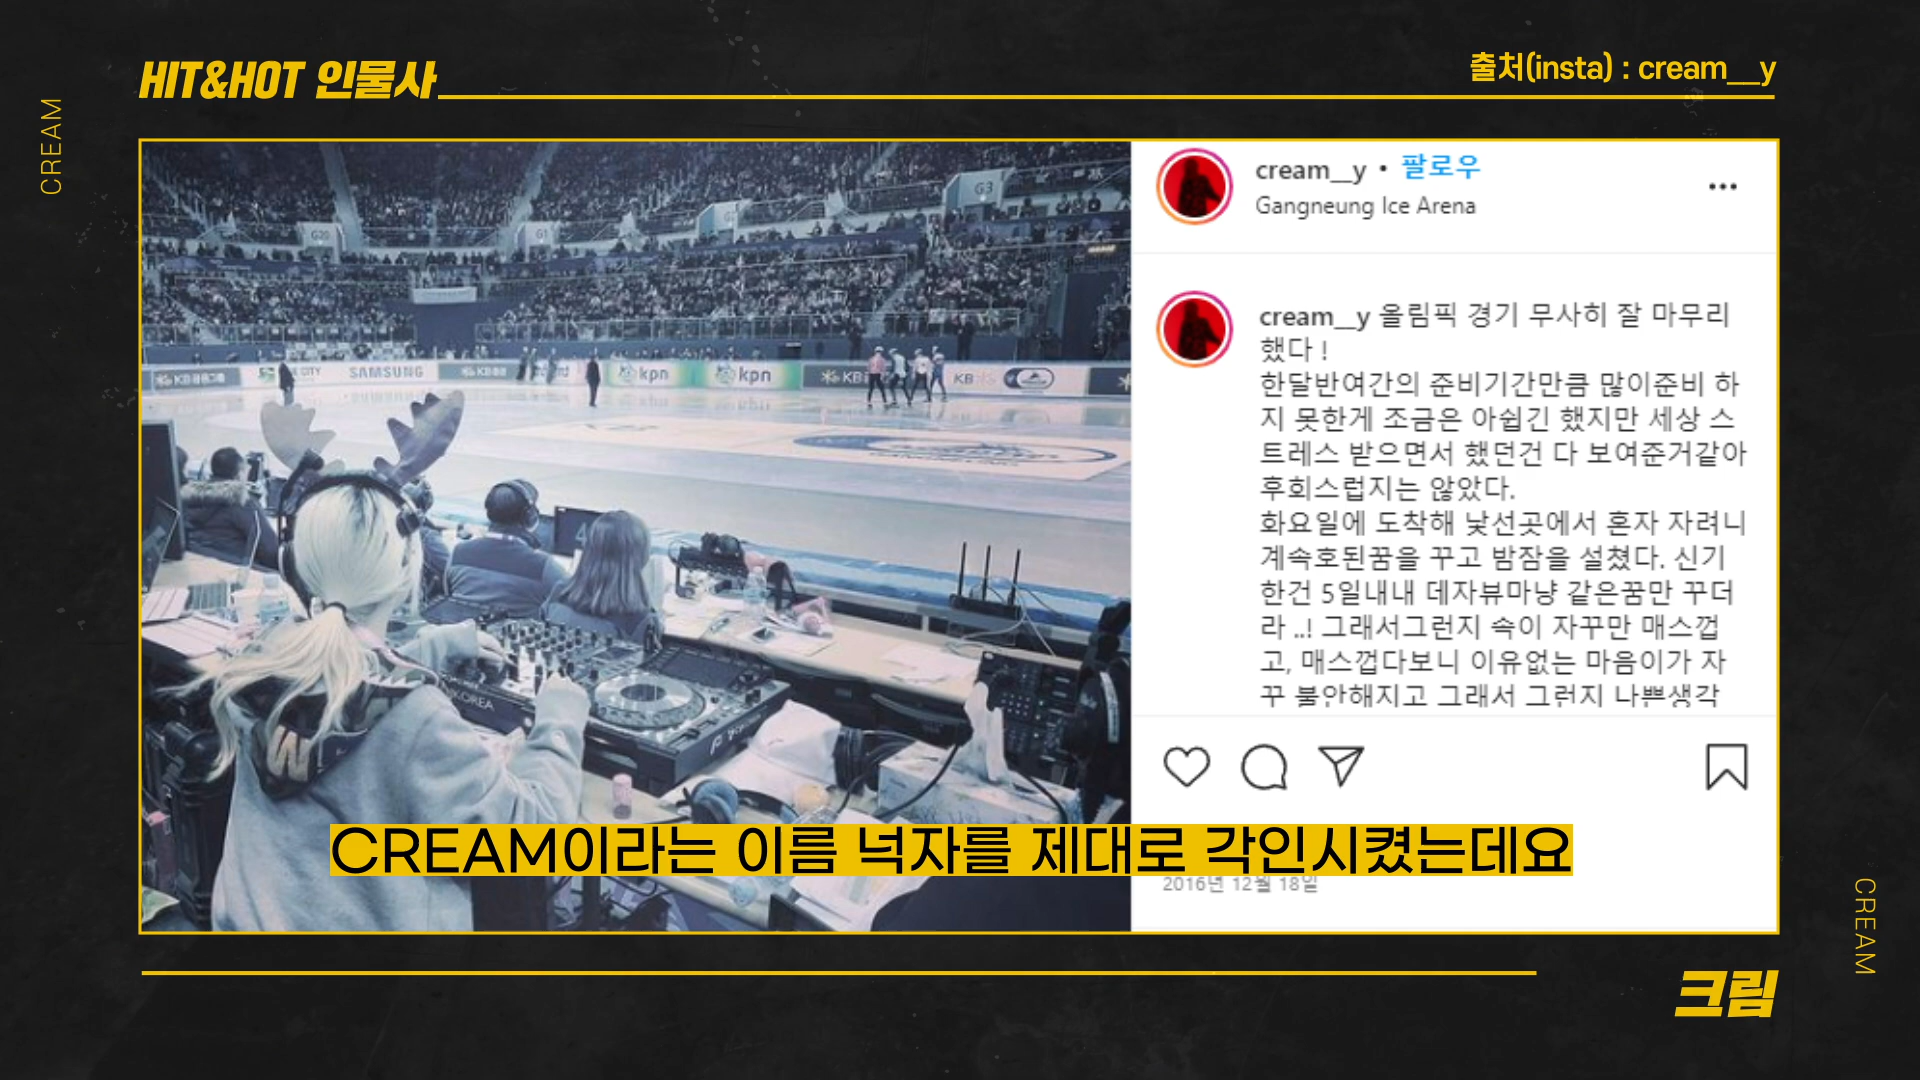 HIT&HOT 인물사
출처(insta) : cream__y
CREAM
cream__y • 팔로우
Gangneung Ice Arena
cream__y 올림픽 경기 무사히 잘 마무리
했다 !
한달반여간의 준비기간만큼 많이준비 하
지 못한게 조금은 아쉽긴 했지만 세상 스
트레스 받으면서 했던건 다 보여준거같아
후회스럽지는 않았다.
화요일에 도착해 낯선곳에서 혼자 자려니
계속호된꿈을 꾸고 밤잠을 설쳤다. 신기
한건 5일내내 데자뷰마냥 같은꿈만 꾸더
라 ..! 그래서그런지 속이 자꾸만 매스껍
고, 매스껍다보니 이유없는 마음이가 자
꾸 불안해지고 그래서 그런지 나쁜생각
G20
G1
G3
SAMSUNG
kpn
kpn
KB
KOREA
CREAM이라는 이름 넉자를 제대로 각인시켰는데요
2016년 12월 18일
CREAM
크림